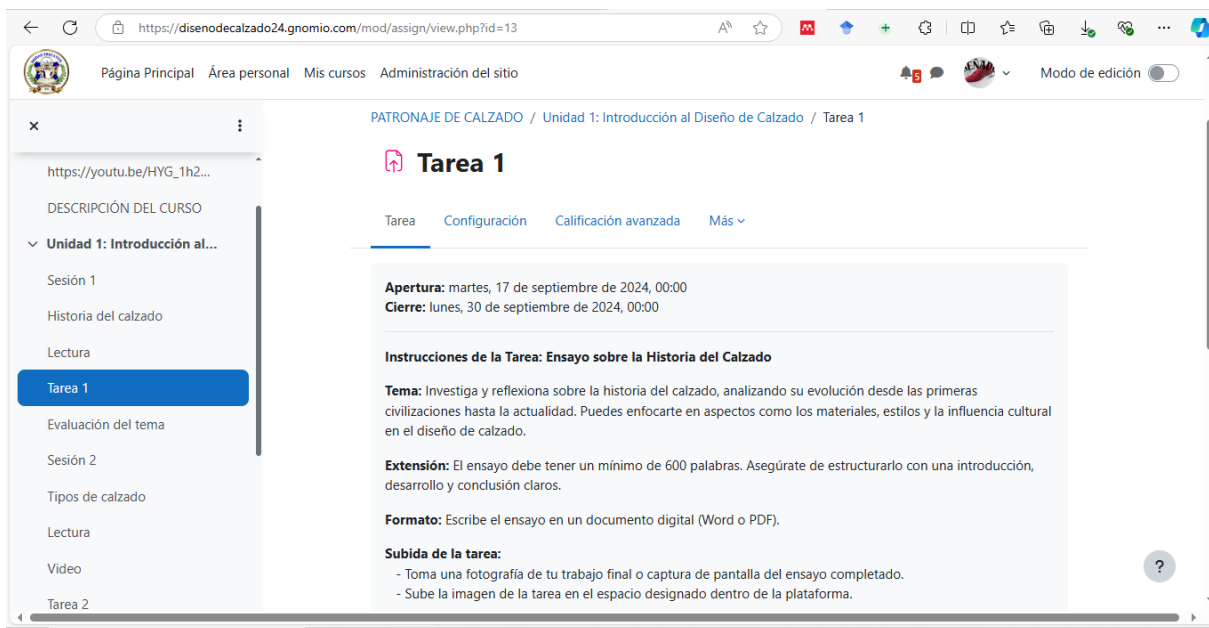 https://disenodecalzado24.gnomio.com/mod/assign/view.php?id=13
Página Principal Área personal Mis cursos Administración del sitio
5
Modo de edición
https://youtu.be/HYG_1h2...
DESCRIPCIÓN DEL CURSO
Unidad 1: Introducción al...
Sesión 1
Historia del calzado
Lectura
Tarea 1
Evaluación del tema
Sesión 2
Tipos de calzado
Lectura
Video
Tarea 2
PATRONAJE DE CALZADO / Unidad 1: Introducción al Diseño de Calzado / Tarea 1
Tarea 1
Tarea Configuración Calificación avanzada Más
Apertura: martes, 17 de septiembre de 2024, 00:00
Cierre: lunes, 30 de septiembre de 2024, 00:00
Instrucciones de la Tarea: Ensayo sobre la Historia del Calzado
Tema: Investiga y reflexiona sobre la historia del calzado, analizando su evolución desde las primeras
civilizaciones hasta la actualidad. Puedes enfocarte en aspectos como los materiales, estilos y la influencia cultural
en el diseño de calzado.
Extensión: El ensayo debe tener un mínimo de 600 palabras. Asegúrate de estructurarlo con una introducción,
desarrollo y conclusión claros.
Formato: Escribe el ensayo en un documento digital (Word o PDF).
Subida de la tarea:
- Toma una fotografía de tu trabajo final o captura de pantalla del ensayo completado.
- Sube la imagen de la tarea en el espacio designado dentro de la plataforma.
?